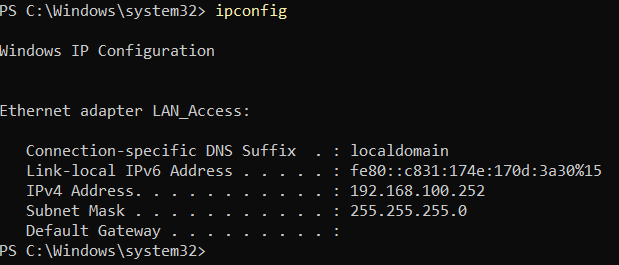 PS C:\Windows\system32> ipconfig
Windows IP Configuration
Ethernet adapter LAN_Access:
Connection-specific DNS Suffix  . : localdomain
Link-local IPv6 Address . . . . . : fe80::c831:174e:170d:3a30%15
IPv4 Address. . . . . . . . . . . : 192.168.100.252
Subnet Mask . . . . . . . . . . . : 255.255.255.0
Default Gateway . . . . . . . . . :
PS C:\Windows\system32>